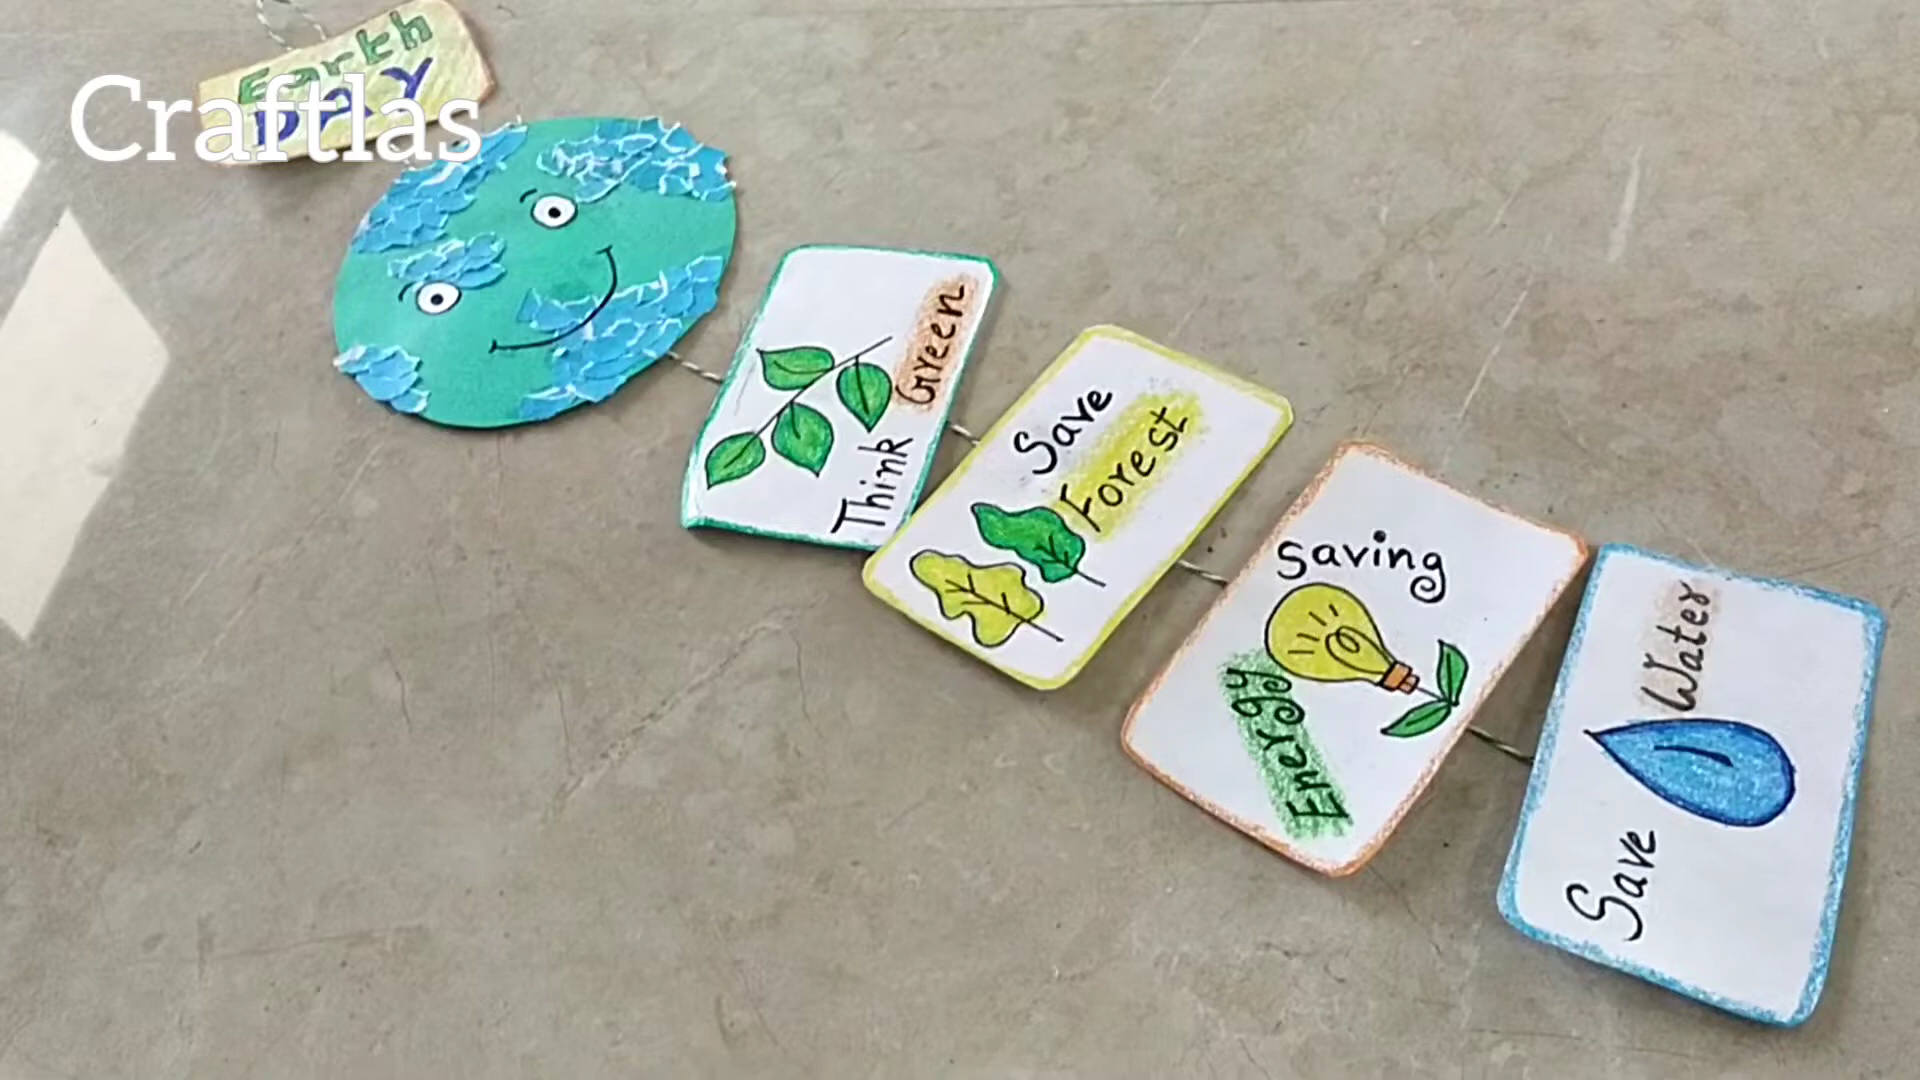 Earth
DAY
Craftlas
Think Green
Save
Forest
Saving
Energy
Save Water